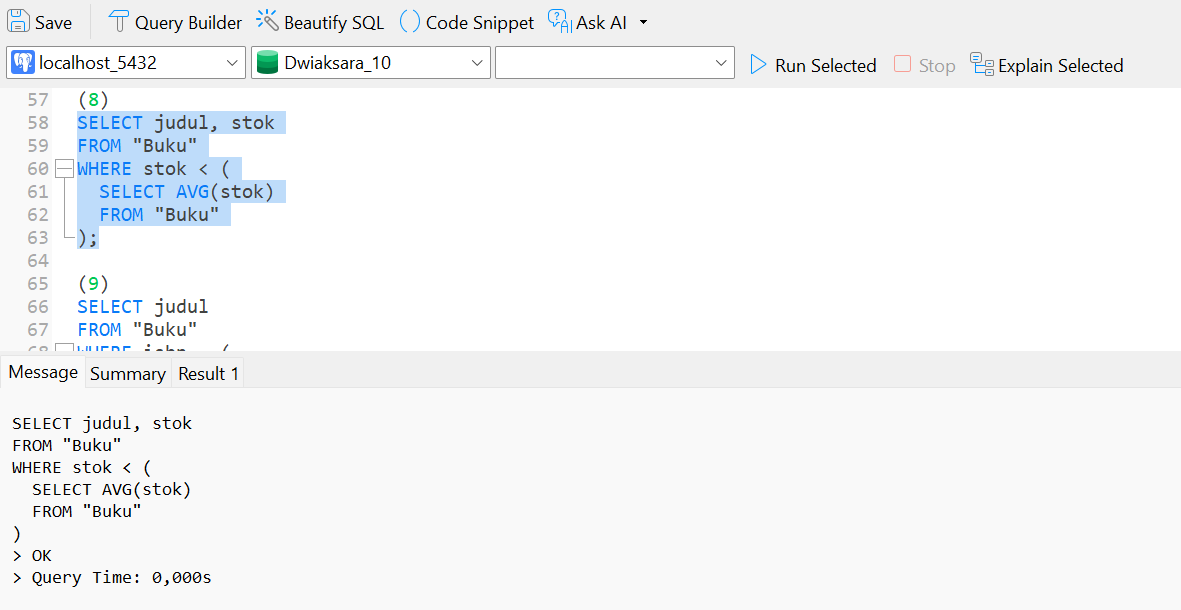 Save Query Builder Beautify SQL () Code Snippet Ask AI
localhost_5432 Dwiaksara_10 Run Selected Stop Explain Selected
57 (8)
58 SELECT judul, stok
59 FROM "Buku"
60 WHERE stok < (
61 SELECT AVG(stok)
62 FROM "Buku"
63 );
64
65 (9)
66 SELECT judul
67 FROM "Buku"
68 WHERE
Message Summary Result 1
SELECT judul, stok
FROM "Buku"
WHERE stok < (
SELECT AVG(stok)
FROM "Buku"
)
> OK
> Query Time: 0,000s